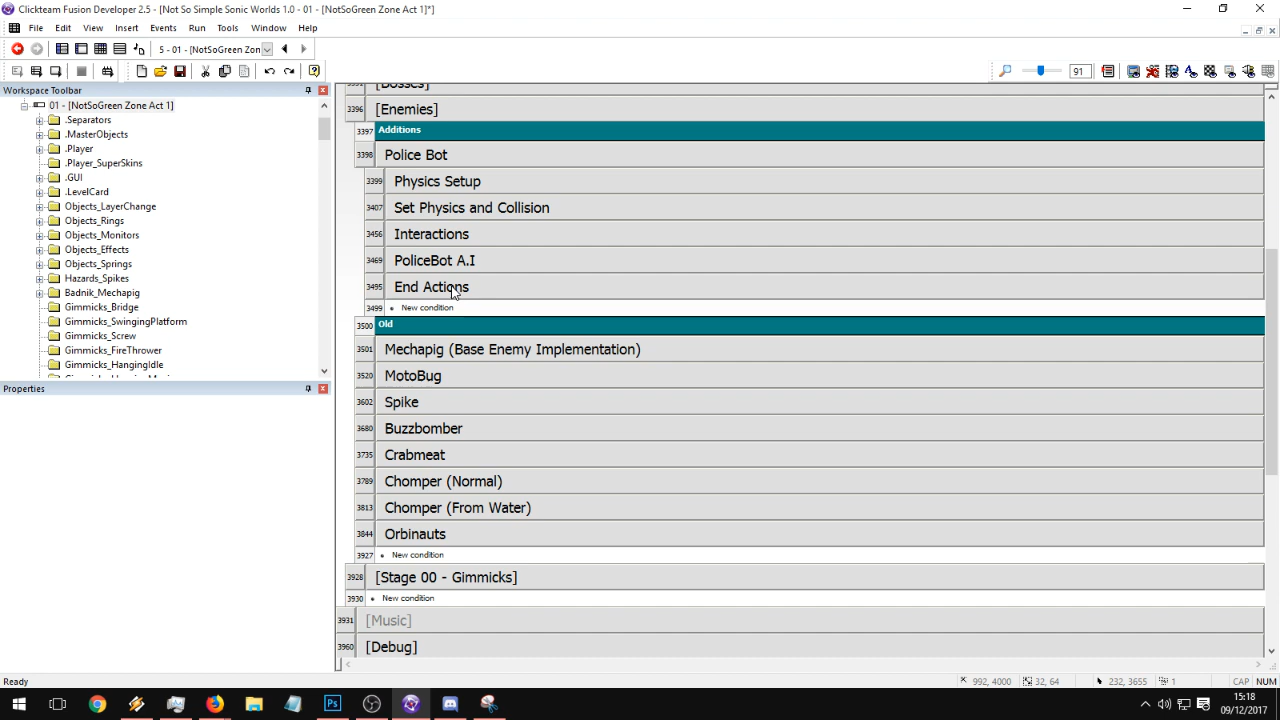 Clickteam Fusion Developer 2.5 - [Not So Simple Sonic Worlds 1.0 - 01 - [NotSoGreen Zone Act 1]*]
File Edit View Insert Events Run Tools Window Help
5 - 01 - [NotSoGreen Zon
91
Workspace Toolbar
01 - [NotSoGreen Zone Act 1]
.Separators
.MasterObjects
.Player
.Player_SuperSkins
.GUI
.LevelCard
Objects_LayerChange
Objects_Rings
Objects_Monitors
Objects_Effects
Objects_Springs
Hazards_Spikes
Badnik_Mechapig
Gimmicks_Bridge
Gimmicks_SwingingPlatform
Gimmicks_Screw
Gimmicks_FireThrower
Gimmicks_HangingIdle
Properties
[Bosses]
3396 [Enemies]
3397 Additions
3398 Police Bot
3399 Physics Setup
3407 Set Physics and Collision
3456 Interactions
3469 PoliceBot A.I
3495 End Actions
3499 • New condition
3500 Old
3501 Mechapig (Base Enemy Implementation)
3520 MotoBug
3602 Spike
3680 Buzzbomber
3735 Crabmeat
3789 Chomper (Normal)
3813 Chomper (From Water)
3844 Orbinauts
3927 • New condition
3928 [Stage 00 - Gimmicks]
3930 • New condition
3931 [Music]
3960 [Debug]
Ready
992, 4000 32, 64 232, 3655 1 CAP NUM
Ps
15:18
09/12/2017